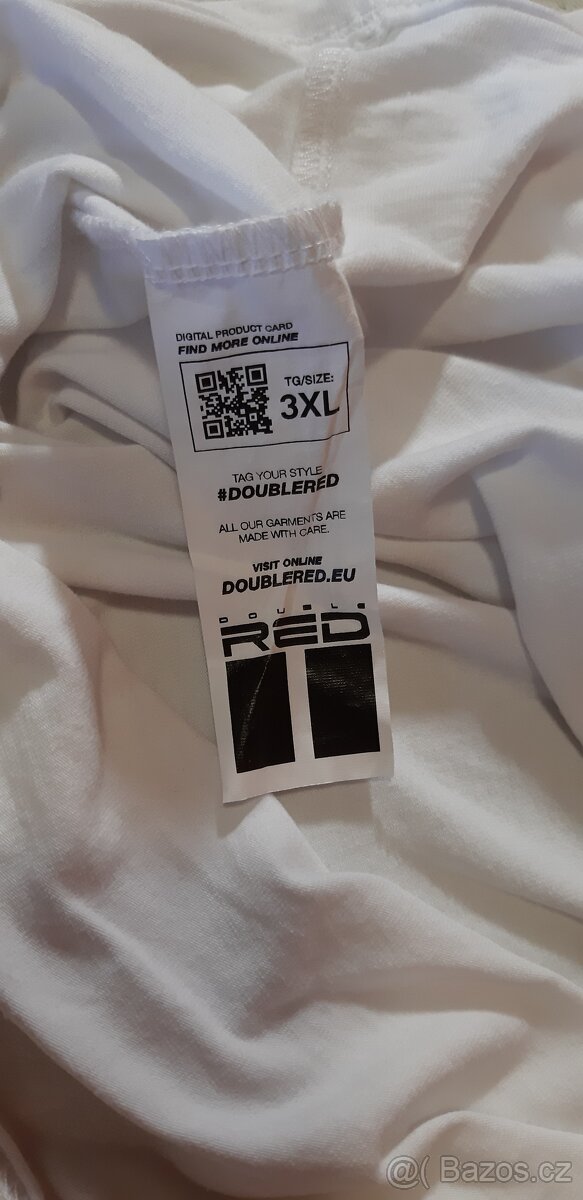 DIGITAL PRODUCT CARD
FIND MORE ONLINE
TG/SIZE:
3XL
TAG YOUR STYLE
#DOUBLERED
ALL OUR GARMENTS ARE
MADE WITH CARE.
VISIT ONLINE
DOUBLERED.EU
DOUBLE
RED
@( Bazos.cz